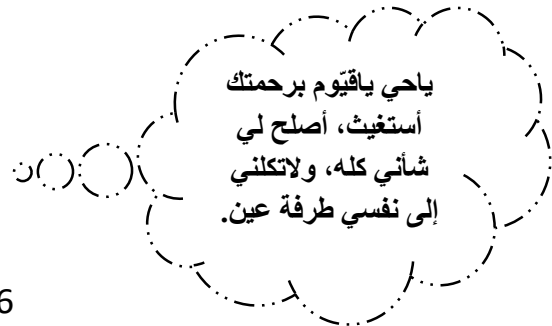 ياحي ياقيّوم برحمتك
أستغيث، أصلح لي
شأني كله، ولاتكلني
إلى نفسي طرفة عين.
6